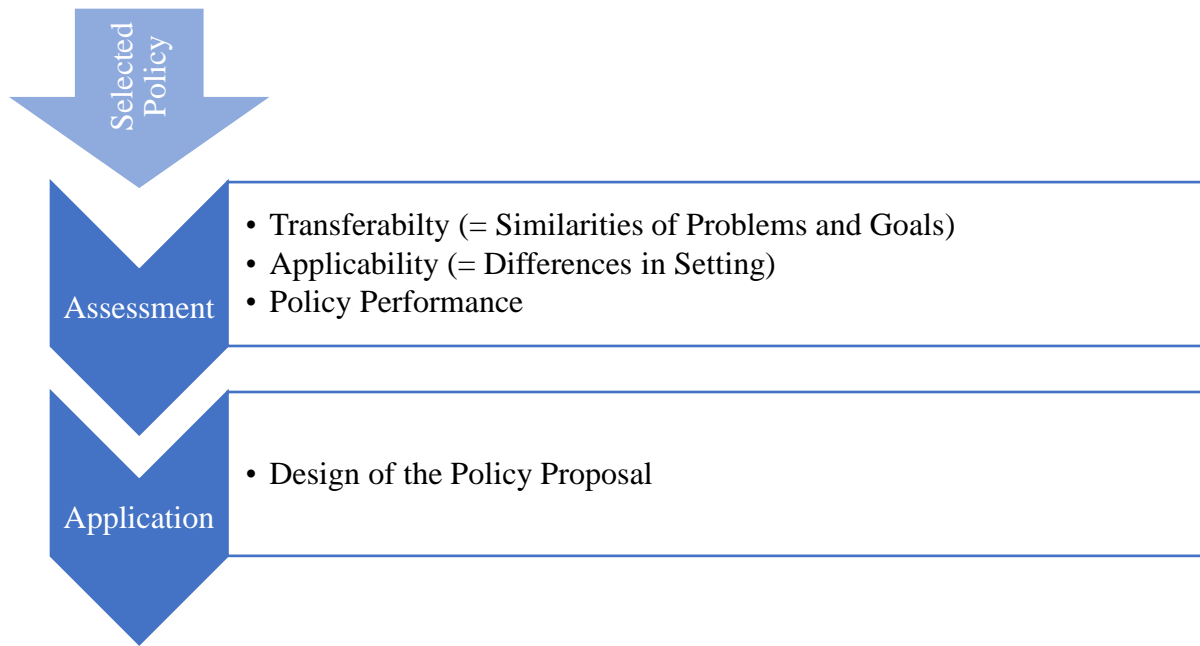 Selected
Policy
Assessment
• Transferabilty (= Similarities of Problems and Goals)
• Applicability (= Differences in Setting)
• Policy Performance
Application
• Design of the Policy Proposal